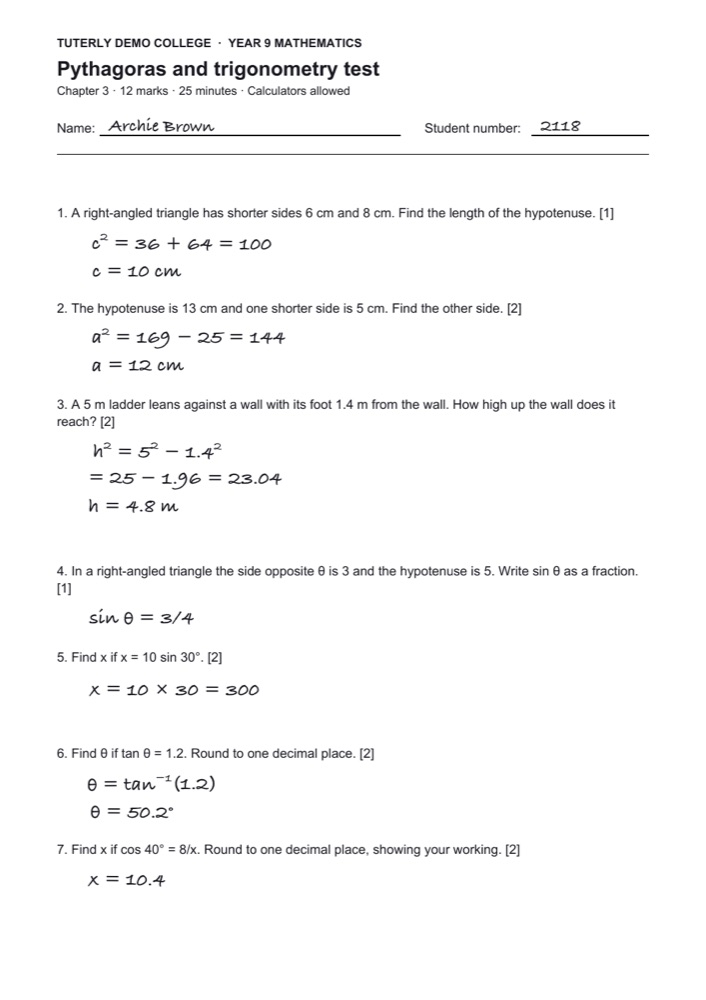 TUTERLY DEMO COLLEGE · YEAR 9 MATHEMATICS
Pythagoras and trigonometry test
Chapter 3 · 12 marks · 25 minutes · Calculators allowed
Name: Archie Brown Student number: 2118
1. A right-angled triangle has shorter sides 6 cm and 8 cm. Find the length of the hypotenuse. [1]
c² = 36 + 64 = 100
c = 10 cm
2. The hypotenuse is 13 cm and one shorter side is 5 cm. Find the other side. [2]
a² = 169 − 25 = 144
a = 12 cm
3. A 5 m ladder leans against a wall with its foot 1.4 m from the wall. How high up the wall does it
reach? [2]
h² = 5² − 1.4²
= 25 − 1.96 = 23.04
h = 4.8 m
4. In a right-angled triangle the side opposite θ is 3 and the hypotenuse is 5. Write sin θ as a fraction.
[1]
sin θ = 3/4
5. Find x if x = 10 sin 30°. [2]
x = 10 × 30 = 300
6. Find θ if tan θ = 1.2. Round to one decimal place. [2]
θ = tan⁻¹(1.2)
θ = 50.2°
7. Find x if cos 40° = 8/x. Round to one decimal place, showing your working. [2]
x = 10.4